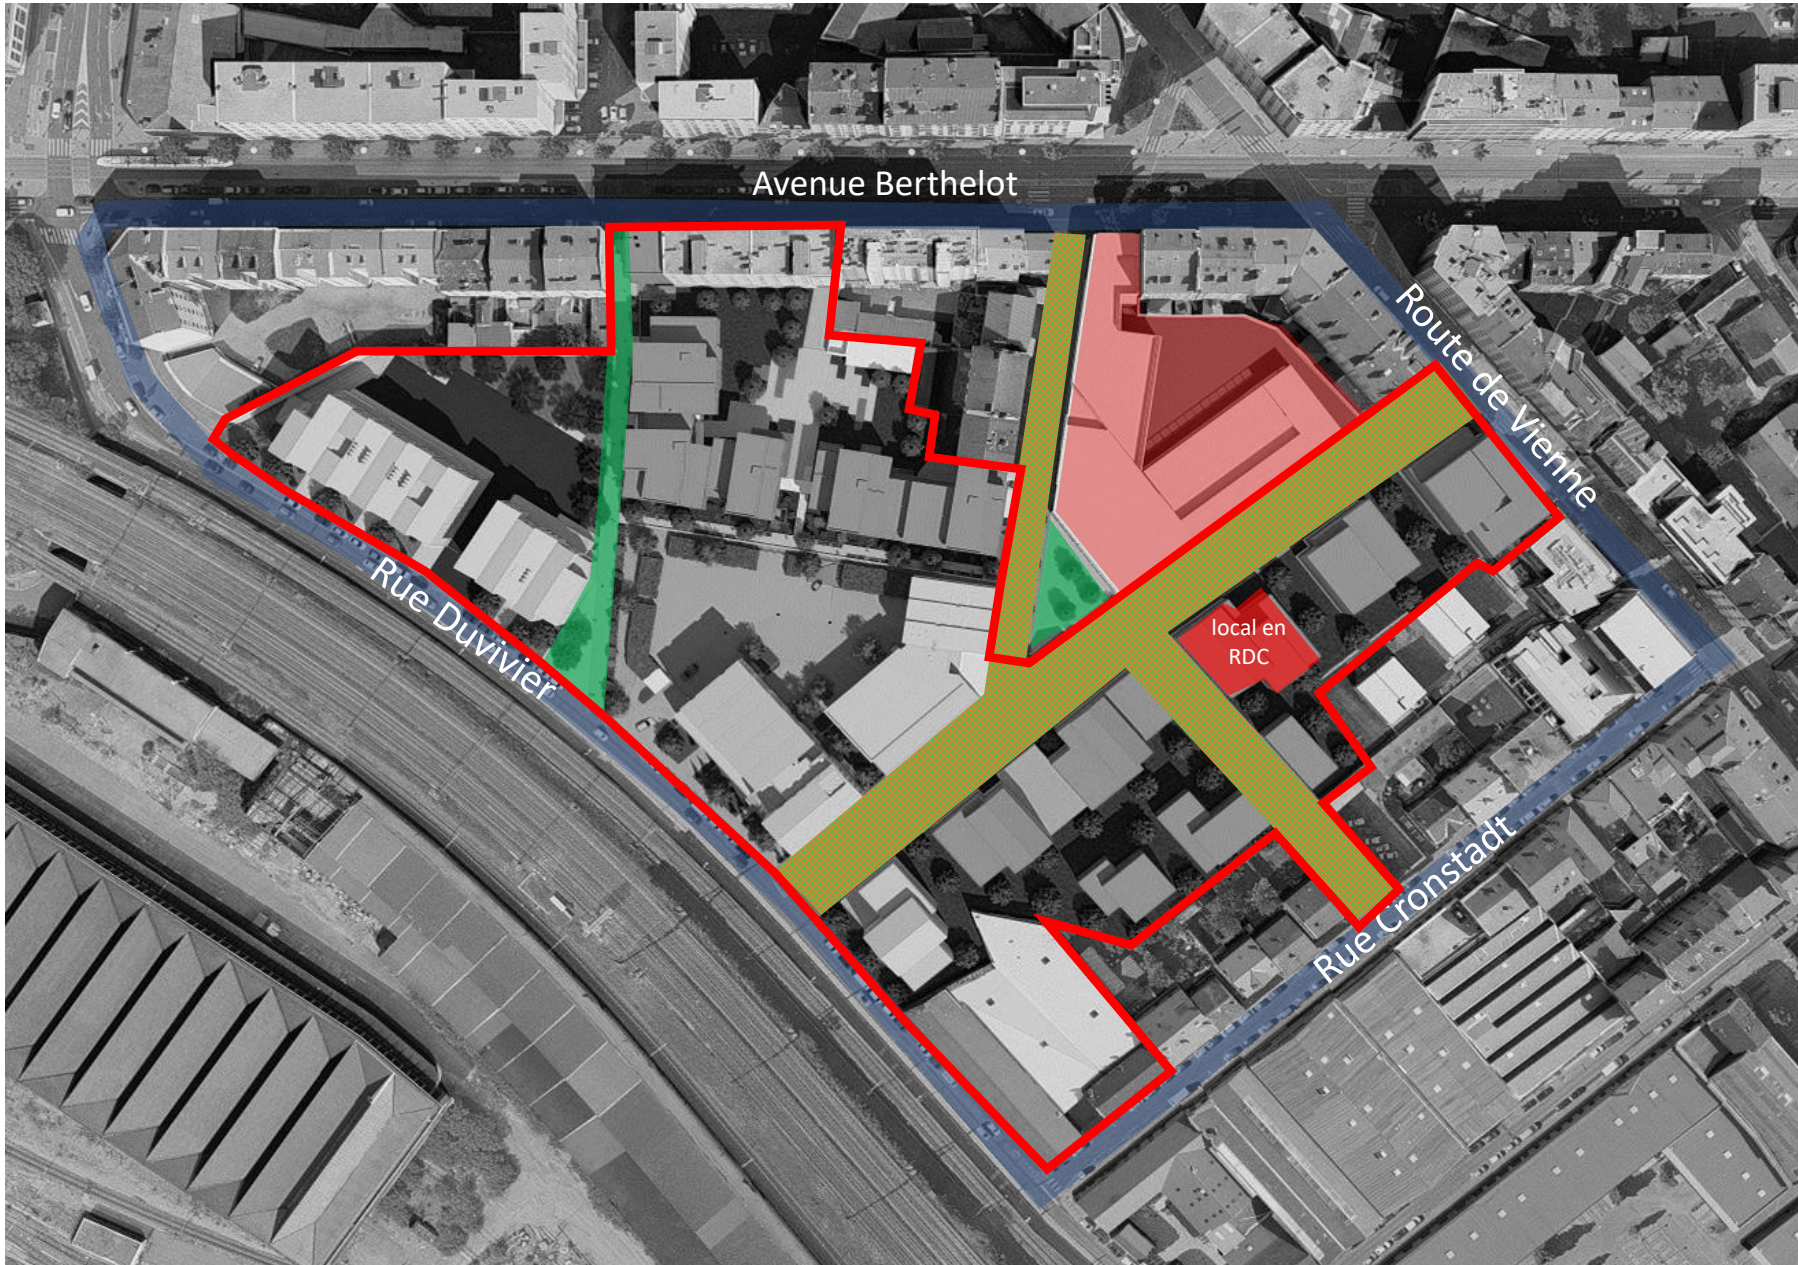 Avenue Berthelot
Route de Vienne
Rue Duvivier
local en
RDC
Rue Cronstadt